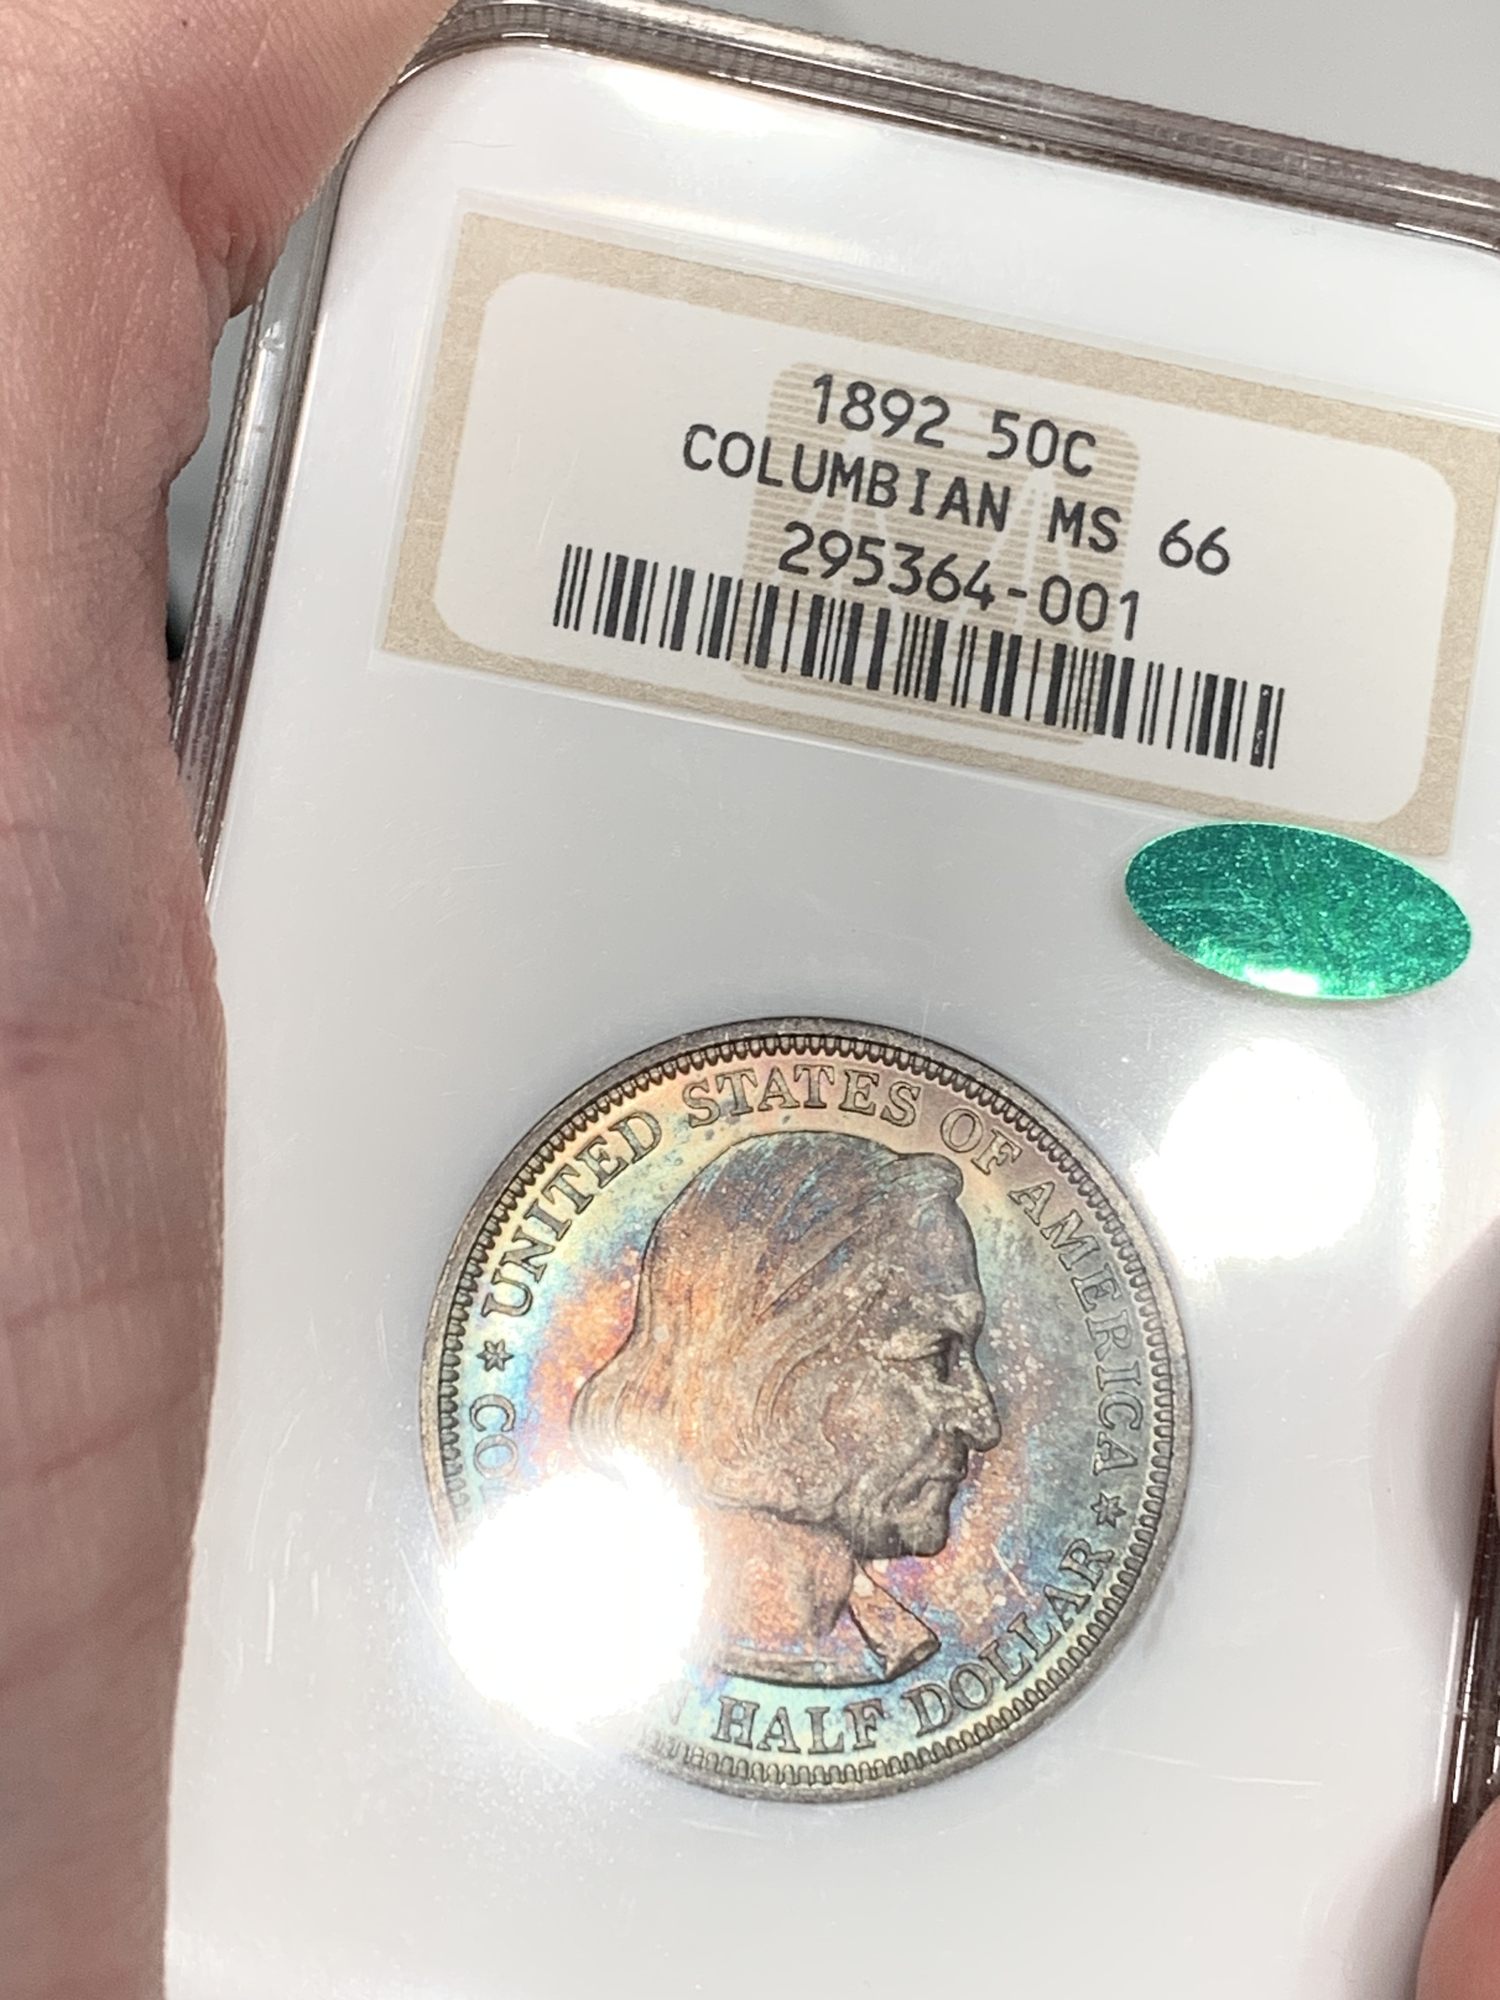 1892 50C
COLUMBIAN MS 66
295364-001
UNITED STATES OF AMERICA
HALF DOLLAR